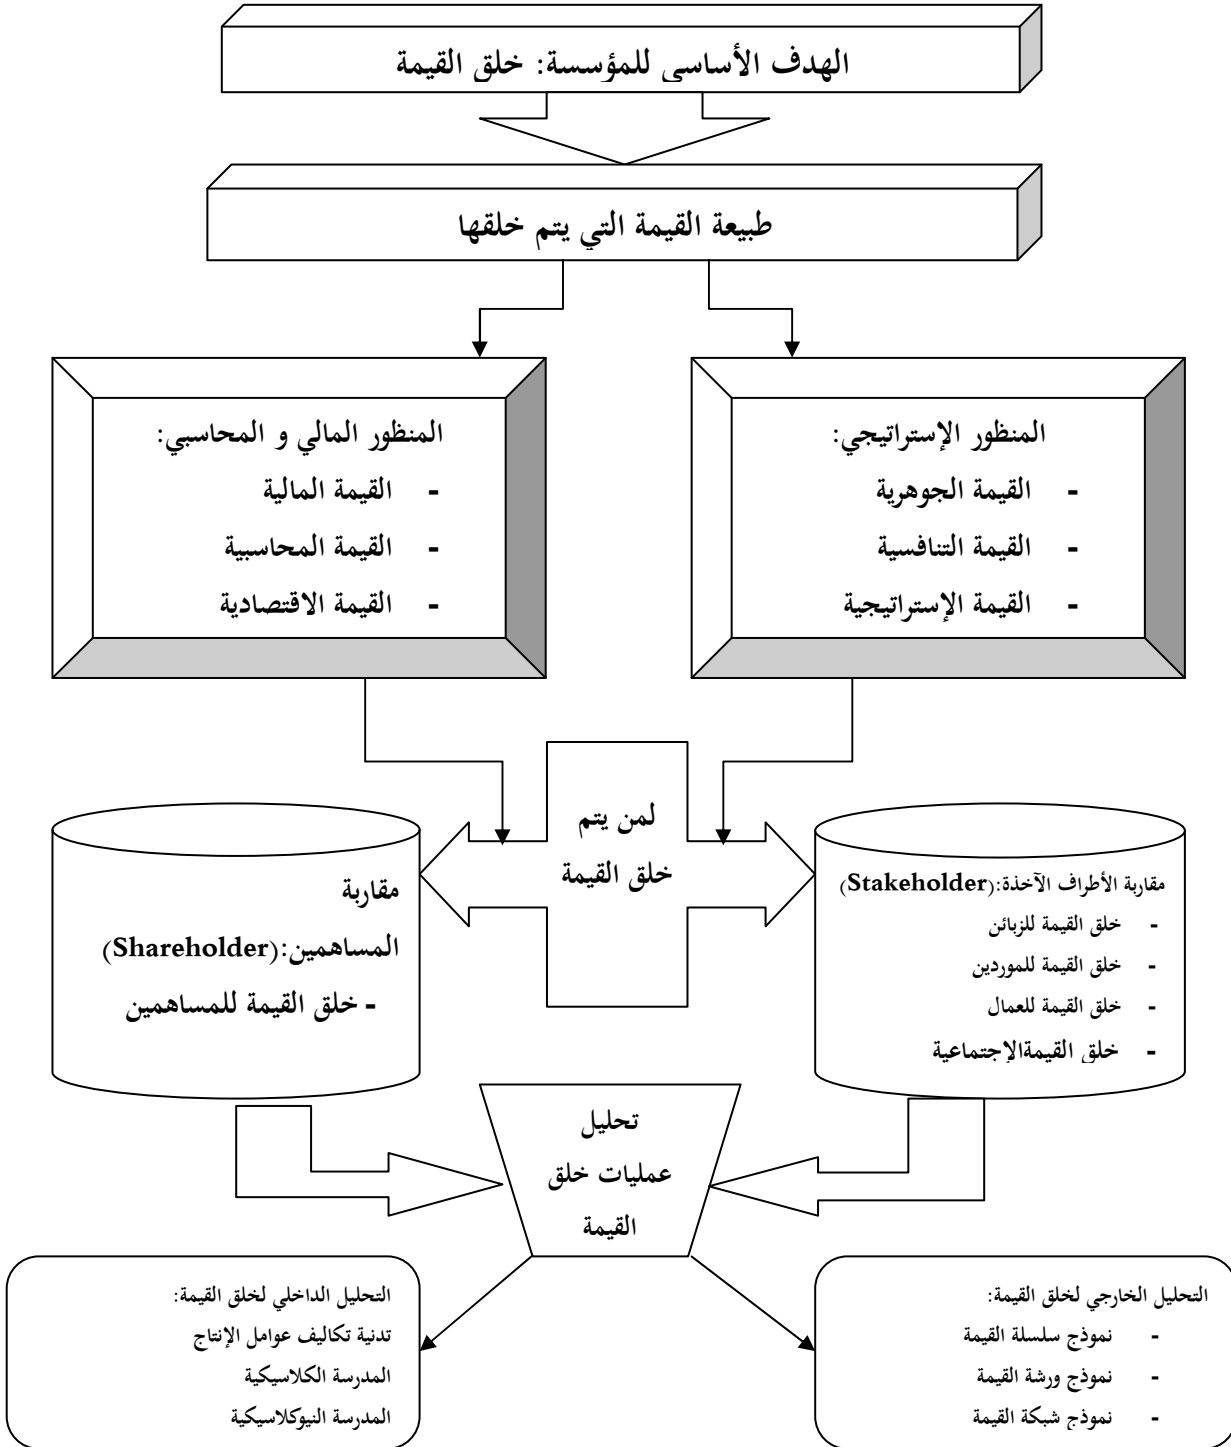 الهدف الأساسي للمؤسسة: خلق القيمة
طبيعة القيمة التي يتم خلقها
المنظور الإستراتيجي:
- القيمة الجوهرية
- القيمة التنافسية
- القيمة الإستراتيجية
المنظور المالي و المحاسبي:
- القيمة المالية
- القيمة المحاسبية
- القيمة الاقتصادية
لمن يتم
خلق القيمة
مقاربة الأطراف الآخذة:(Stakeholder)
- خلق القيمة للزبائن
- خلق القيمة للموردين
- خلق القيمة للعمال
- خلق القيمةالإجتماعية
مقاربة
المساهمين:(Shareholder)
- خلق القيمة للمساهمين
تحليل
عمليات خلق
القيمة
التحليل الخارجي لخلق القيمة:
- نموذج سلسلة القيمة
- نموذج ورشة القيمة
- نموذج شبكة القيمة
التحليل الداخلي لخلق القيمة:
تدنية تكاليف عوامل الإنتاج
المدرسة الكلاسيكية
المدرسة النيوكلاسيكية